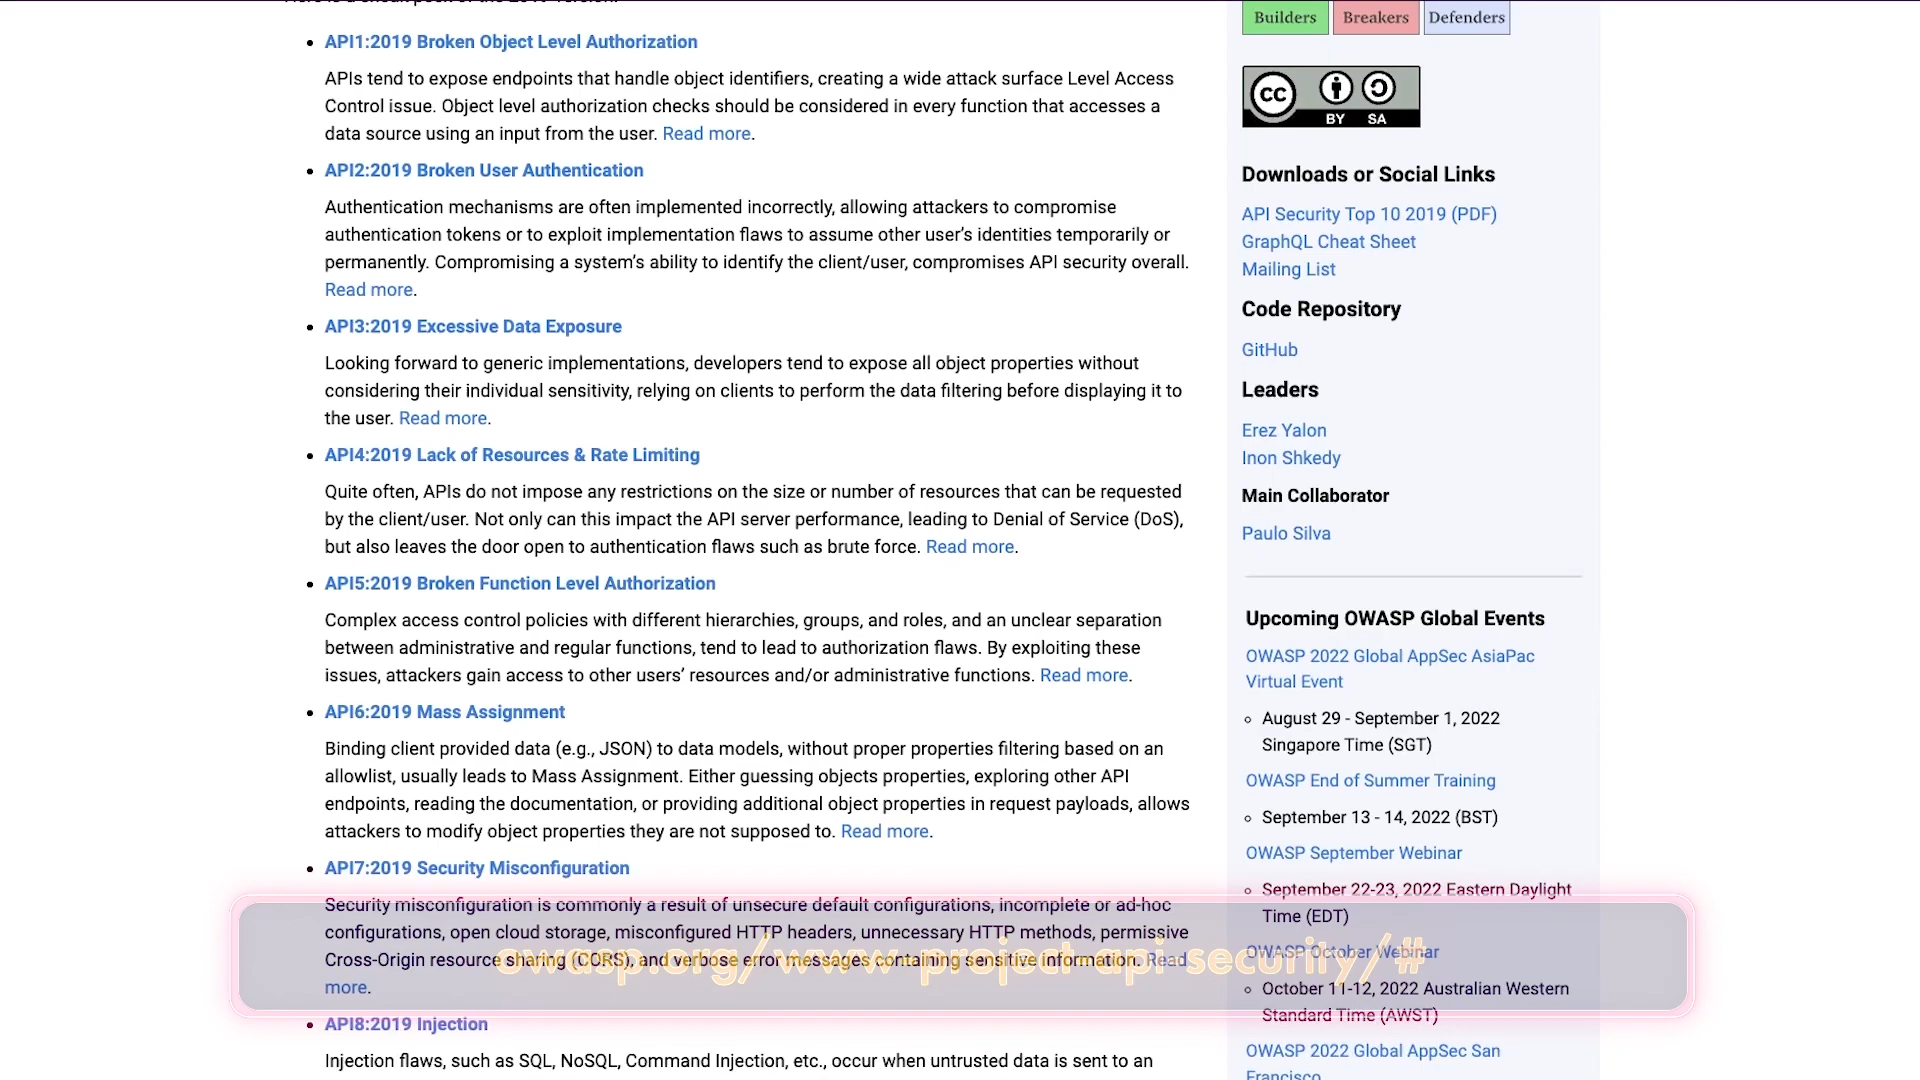 Here is a sneak peek of the 2019 version:
API1:2019 Broken Object Level Authorization
APIs tend to expose endpoints that handle object identifiers, creating a wide attack surface Level Access
Control issue. Object level authorization checks should be considered in every function that accesses a
data source using an input from the user. Read more.
API2:2019 Broken User Authentication
Authentication mechanisms are often implemented incorrectly, allowing attackers to compromise
authentication tokens or to exploit implementation flaws to assume other user’s identities temporarily or
permanently. Compromising a system’s ability to identify the client/user, compromises API security overall.
Read more.
API3:2019 Excessive Data Exposure
Looking forward to generic implementations, developers tend to expose all object properties without
considering their individual sensitivity, relying on clients to perform the data filtering before displaying it to
the user. Read more.
API4:2019 Lack of Resources & Rate Limiting
Quite often, APIs do not impose any restrictions on the size or number of resources that can be requested
by the client/user. Not only can this impact the API server performance, leading to Denial of Service (DoS),
but also leaves the door open to authentication flaws such as brute force. Read more.
API5:2019 Broken Function Level Authorization
Complex access control policies with different hierarchies, groups, and roles, and an unclear separation
between administrative and regular functions, tend to lead to authorization flaws. By exploiting these
issues, attackers gain access to other users’ resources and/or administrative functions. Read more.
API6:2019 Mass Assignment
Binding client provided data (e.g., JSON) to data models, without proper properties filtering based on an
allowlist, usually leads to Mass Assignment. Either guessing objects properties, exploring other API
endpoints, reading the documentation, or providing additional object properties in request payloads, allows
attackers to modify object properties they are not supposed to. Read more.
API7:2019 Security Misconfiguration
Security misconfiguration is commonly a result of unsecure default configurations, incomplete or ad-hoc
configurations, open cloud storage, misconfigured HTTP headers, unnecessary HTTP methods, permissive
Cross-Origin resource sharing (CORS), and verbose error messages containing sensitive information. Read
more.
API8:2019 Injection
Injection flaws, such as SQL, NoSQL, Command Injection, etc., occur when untrusted data is sent to an
owasp.org/www-project-api-security/#
Builders Breakers Defenders
CC BY SA
Downloads or Social Links
API Security Top 10 2019 (PDF)
GraphQL Cheat Sheet
Mailing List
Code Repository
GitHub
Leaders
Erez Yalon
Inon Shkedy
Main Collaborator
Paulo Silva
Upcoming OWASP Global Events
OWASP 2022 Global AppSec AsiaPac
Virtual Event
August 29 - September 1, 2022
Singapore Time (SGT)
OWASP End of Summer Training
September 13 - 14, 2022 (BST)
OWASP September Webinar
September 22-23, 2022 Eastern Daylight
Time (EDT)
OWASP October Webinar
October 11-12, 2022 Australian Western
Standard Time (AWST)
OWASP 2022 Global AppSec San
Francisco